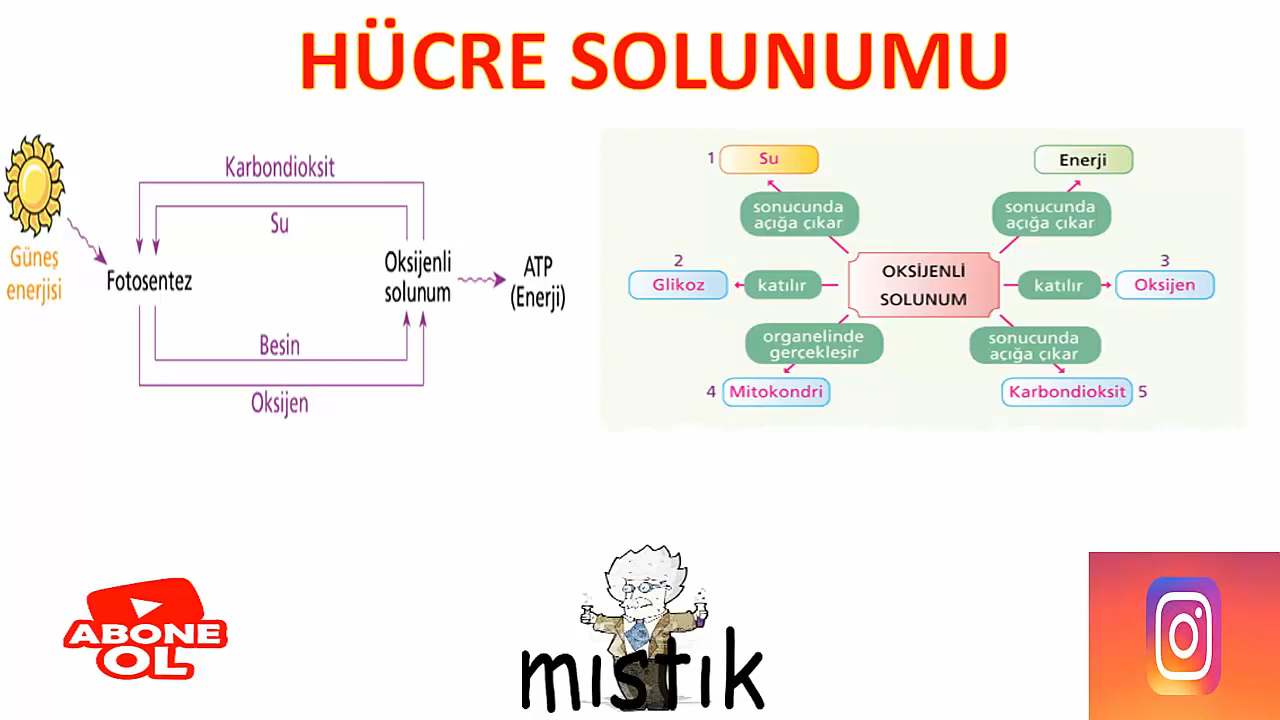 HÜCRE SOLUNUMU
Karbondioksit
Su
Güneş
enerjisi
Fotosentez
Oksijenli
solunum
ATP
(Enerji)
Besin
Oksijen
1 Su
Enerji
sonucunda
açığa çıkar
sonucunda
açığa çıkar
OKSİJENLİ
SOLUNUM
2
Glikoz
katılır
katılır
3
Oksijen
organelinde
gerçekleşir
sonucunda
açığa çıkar
4 Mitokondri
Karbondioksit 5
ABONE
OL
mıstık